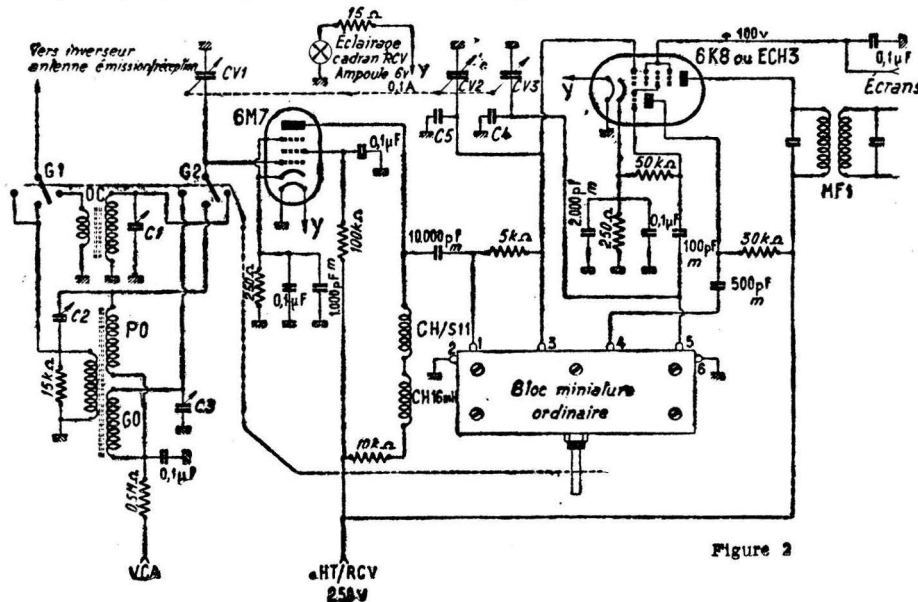 Vers inverseur
antenne émission/réception
CV1
15 Ω
Éclairage
cadran RCV
Ampoule 6v
0,1A
Y
CV2
CV3
C5
C4
+ 100v
6K8 ou ECH3
0,1µF
Écrans
Y
6M7
0,1µF
Y
G1
OC
G2
C1
C2
PO
15kΩ
GO
C3
0,1µF
0,5MΩ
VCA
250Ω
0,1µF
1.000pF
m
100kΩ
10kΩ
10.000pF
m
5kΩ
CH/S11
CH16mH
2.000pF
m
250Ω
50kΩ
0,1µF
100pF
m
30kΩ
500pF
m
MF1
1
2
3
4
5
6
Bloc miniature
ordinaire
+HT/RCV
250V
Figure 2